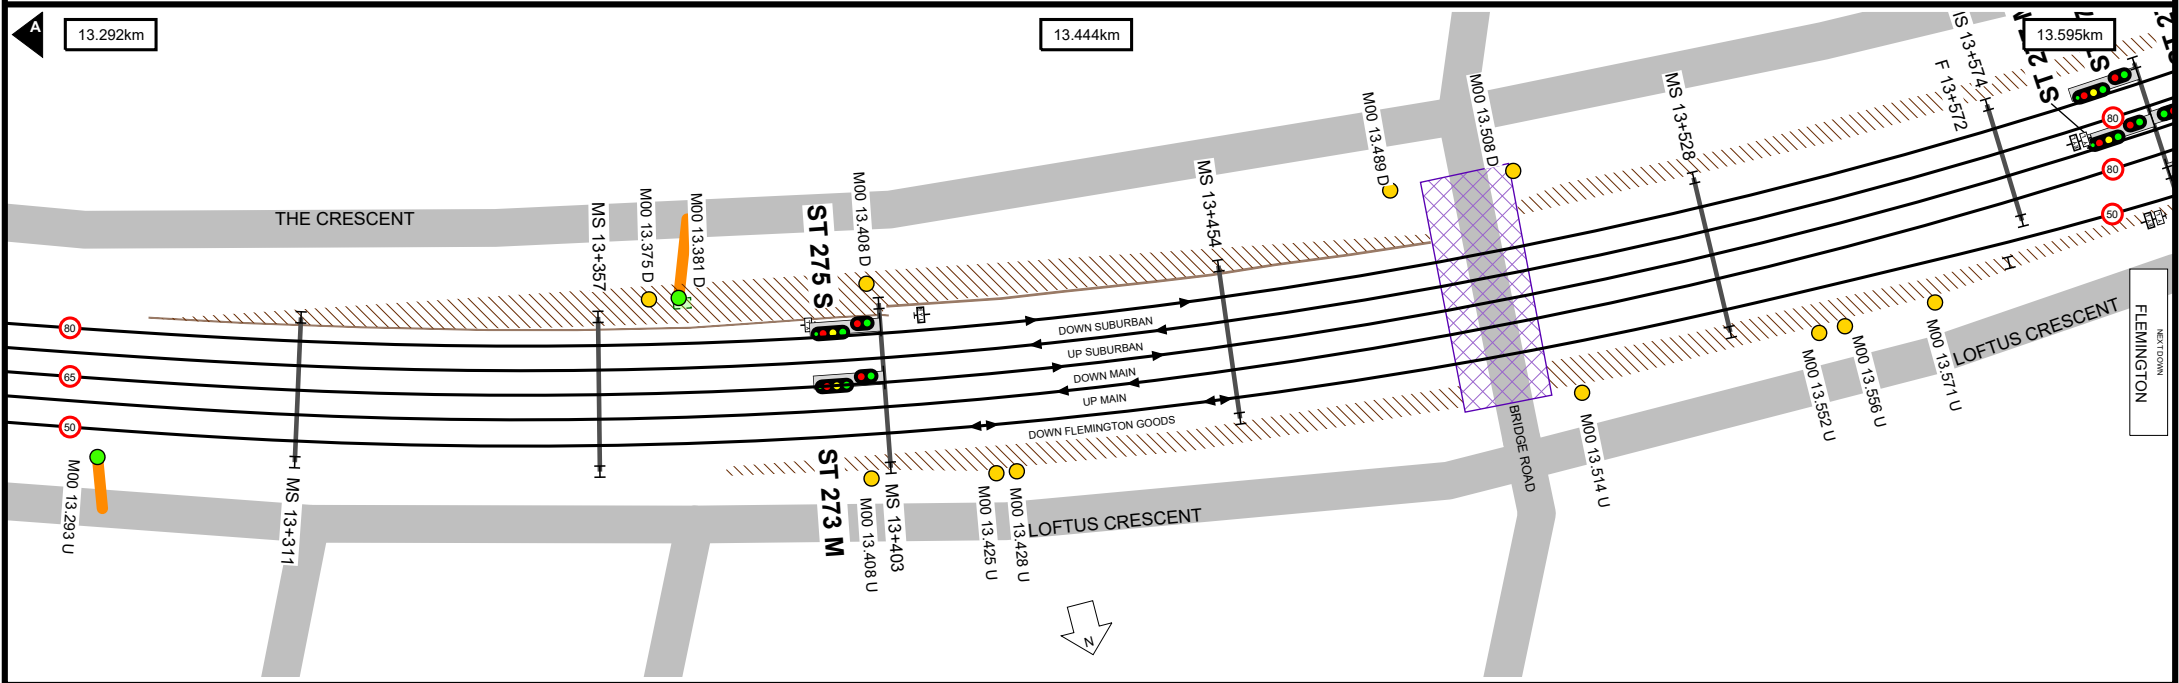 A
13.292km
13.444km
13.595km
THE CRESCENT
MS 13+357
M00 13.375 D
M00 13.381 D
ST 275 S
M00 13.408 D
MS 13+454
M00 13.489 D
M00 13.508 D
MS 13+528
F 13+572
80
65
50
80
80
50
DOWN SUBURBAN
UP SUBURBAN
DOWN MAIN
UP MAIN
DOWN FLEMINGTON GOODS
M00 13.293 U
MS 13+311
ST 273 M
M00 13.408 U
MS 13+403
M00 13.425 U
M00 13.428 U
LOFTUS CRESCENT
BRIDGE ROAD
M00 13.514 U
M00 13.552 U
M00 13.556 U
M00 13.571 U
LOFTUS CRESCENT
NEXT DOWN
FLEMINGTON
N